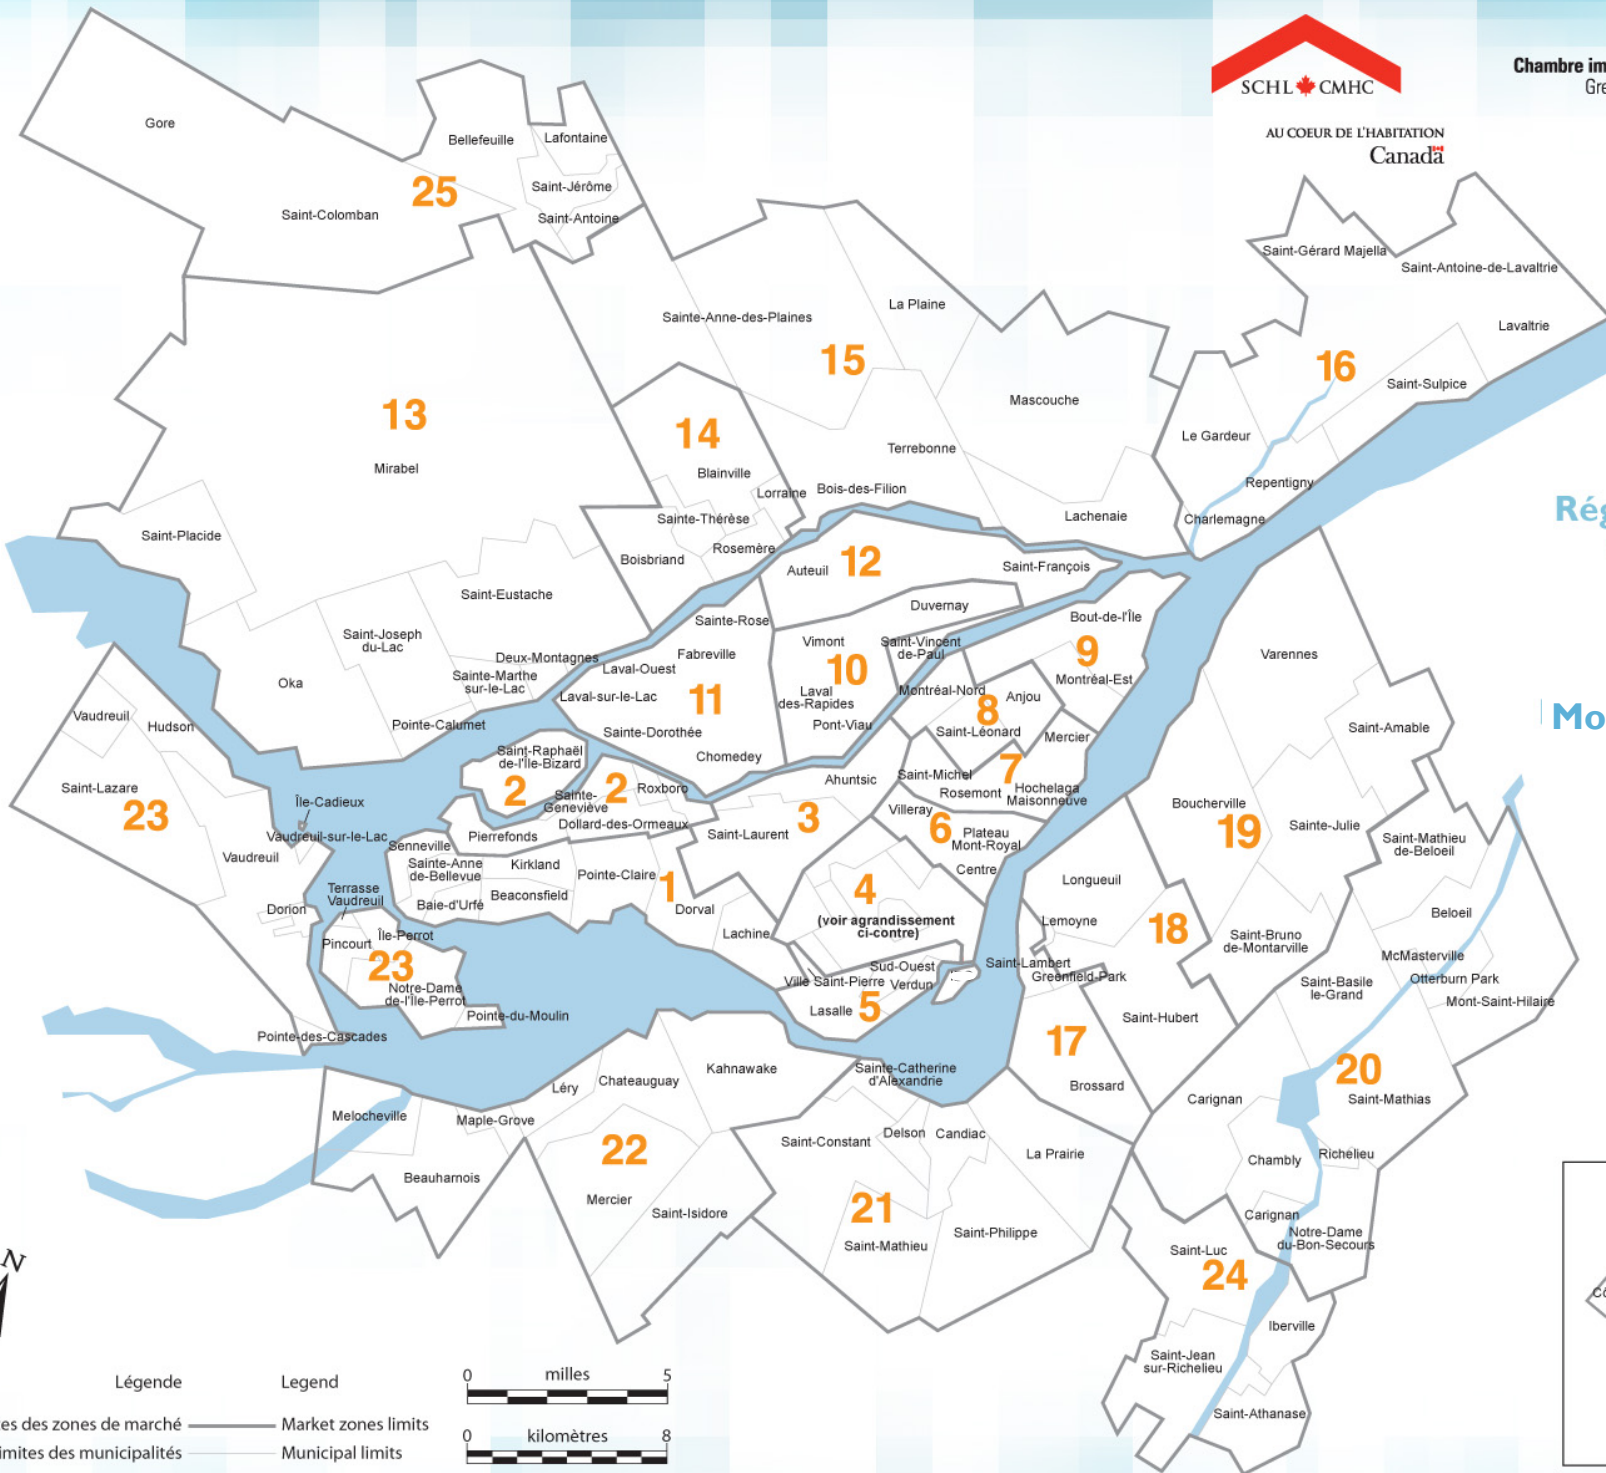 SCHL CMHC
Chambre im
Gre
AU COEUR DE L'HABITATION
Canada
Gore
Bellefeuille
Lafontaine
Saint-Jérôme
25
Saint-Colomban
Saint-Antoine
Saint-Gérard Majella
Saint-Antoine-de-Lavaltrie
La Plaine
Sainte-Anne-des-Plaines
Lavaltrie
15
16
Saint-Sulpice
Mascouche
13
14
Le Gardeur
Terrebonne
Mirabel
Blainville
Repentigny
Lorraine
Bois-des-Filion
Rég
Sainte-Thérèse
Lachenaie
Charlemagne
Saint-Placide
Rosemère
Boisbriand
12
Auteuil
Saint-François
Saint-Eustache
Duvernay
Bout-de-l'Île
Sainte-Rose
Saint-Joseph
du-Lac
Vimont
Saint-Vincent
de-Paul
9
Varennes
Deux-Montagnes
Fabreville
Laval-Ouest
10
Sainte-Marthe
sur-le-Lac
Montréal-Est
Oka
Laval-sur-le-Lac
11
Laval
des-Rapides
Montréal-Nord
Anjou
8
Vaudreuil
Hudson
Pointe-Calumet
Sainte-Dorothée
Pont-Viau
Saint-Léonard
Mercier
Saint-Amable
Mo
Saint-Raphaël
de-l'Île-Bizard
Chomedey
2
2
Roxboro
Ahuntsic
Saint-Michel
7
Saint-Lazare
23
Sainte-
Geneviève
Rosemont
Hochelaga
Maisonneuve
Île-Cadieux
Dollard-des-Ormeaux
3
Villeray
Boucherville
19
Sainte-Julie
Vaudreuil-sur-le-Lac
Pierrefonds
Saint-Laurent
6
Plateau
Mont-Royal
Saint-Mathieu
de-Beloeil
Senneville
Vaudreuil
Sainte-Anne
de-Bellevue
Kirkland
Pointe-Claire
1
Centre
Longueuil
Terrasse
Vaudreuil
Baie-d'Urfé
Beaconsfield
4
(voir agrandissement
ci-contre)
Dorion
Dorval
Lemoyne
18
Beloeil
Pincourt
Île-Perrot
Lachine
Saint-Bruno
de-Montarville
McMasterville
23
Sud-Ouest
Saint-Lambert
Greenfield-Park
Saint-Basile
le-Grand
Otterburn Park
Notre-Dame
de-l'Île-Perrot
Ville Saint-Pierre
Verdun
Mont-Saint-Hilaire
Pointe-du-Moulin
Lasalle
5
Saint-Hubert
Pointe-des-Cascades
17
Kahnawake
Sainte-Catherine
d'Alexandrie
20
Léry
Chateauguay
Brossard
Carignan
Saint-Mathias
Melocheville
Maple-Grove
Saint-Constant
Delson
Candiac
22
La Prairie
Chambly
Richelieu
Beauharnois
Mercier
21
Saint-Isidore
Carignan
Saint-Philippe
Notre-Dame
du-Bon-Secours
Saint-Mathieu
Saint-Luc
24
N
Iberville
Saint-Jean
sur-Richelieu
Légende
Legend
0 milles 5
Saint-Athanase
es des zones de marché
Market zones limits
0 kilomètres 8
imites des municipalités
Municipal limits